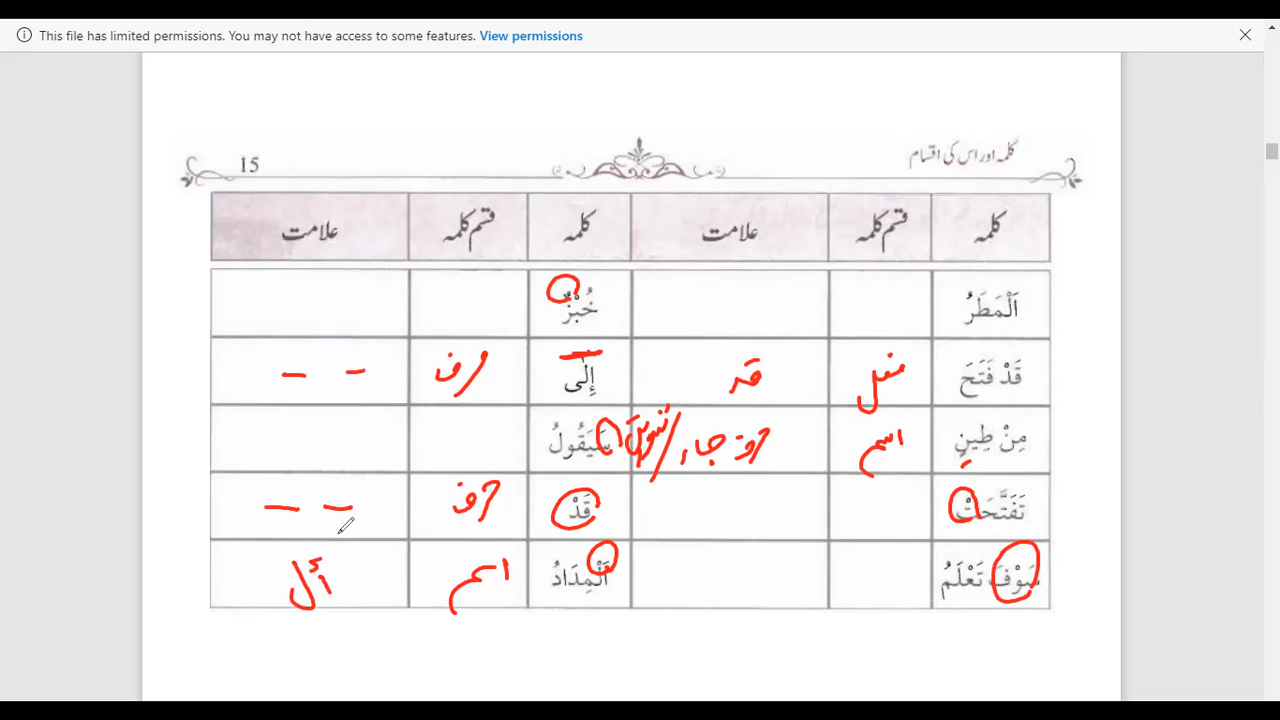 This file has limited permissions. You may not have access to some features. View permissions
کلمہ اور اس کی اقسام 15
کلمہ قسم کلمہ علامت کلمہ قسم کلمہ علامت
اَلْمَطَرُ خُبْزٌ
قَدْ فَتَحَ فعل قد إِلٰى حرف - -
مِنْ طِينٍ اسم حرف جاء / تنوین سَيَقُولُ
تَفَتَّحَتْ قَدْ حرف - -
سَوْفَ تَعْلَمُ اَلْمِدَادُ اسم أل